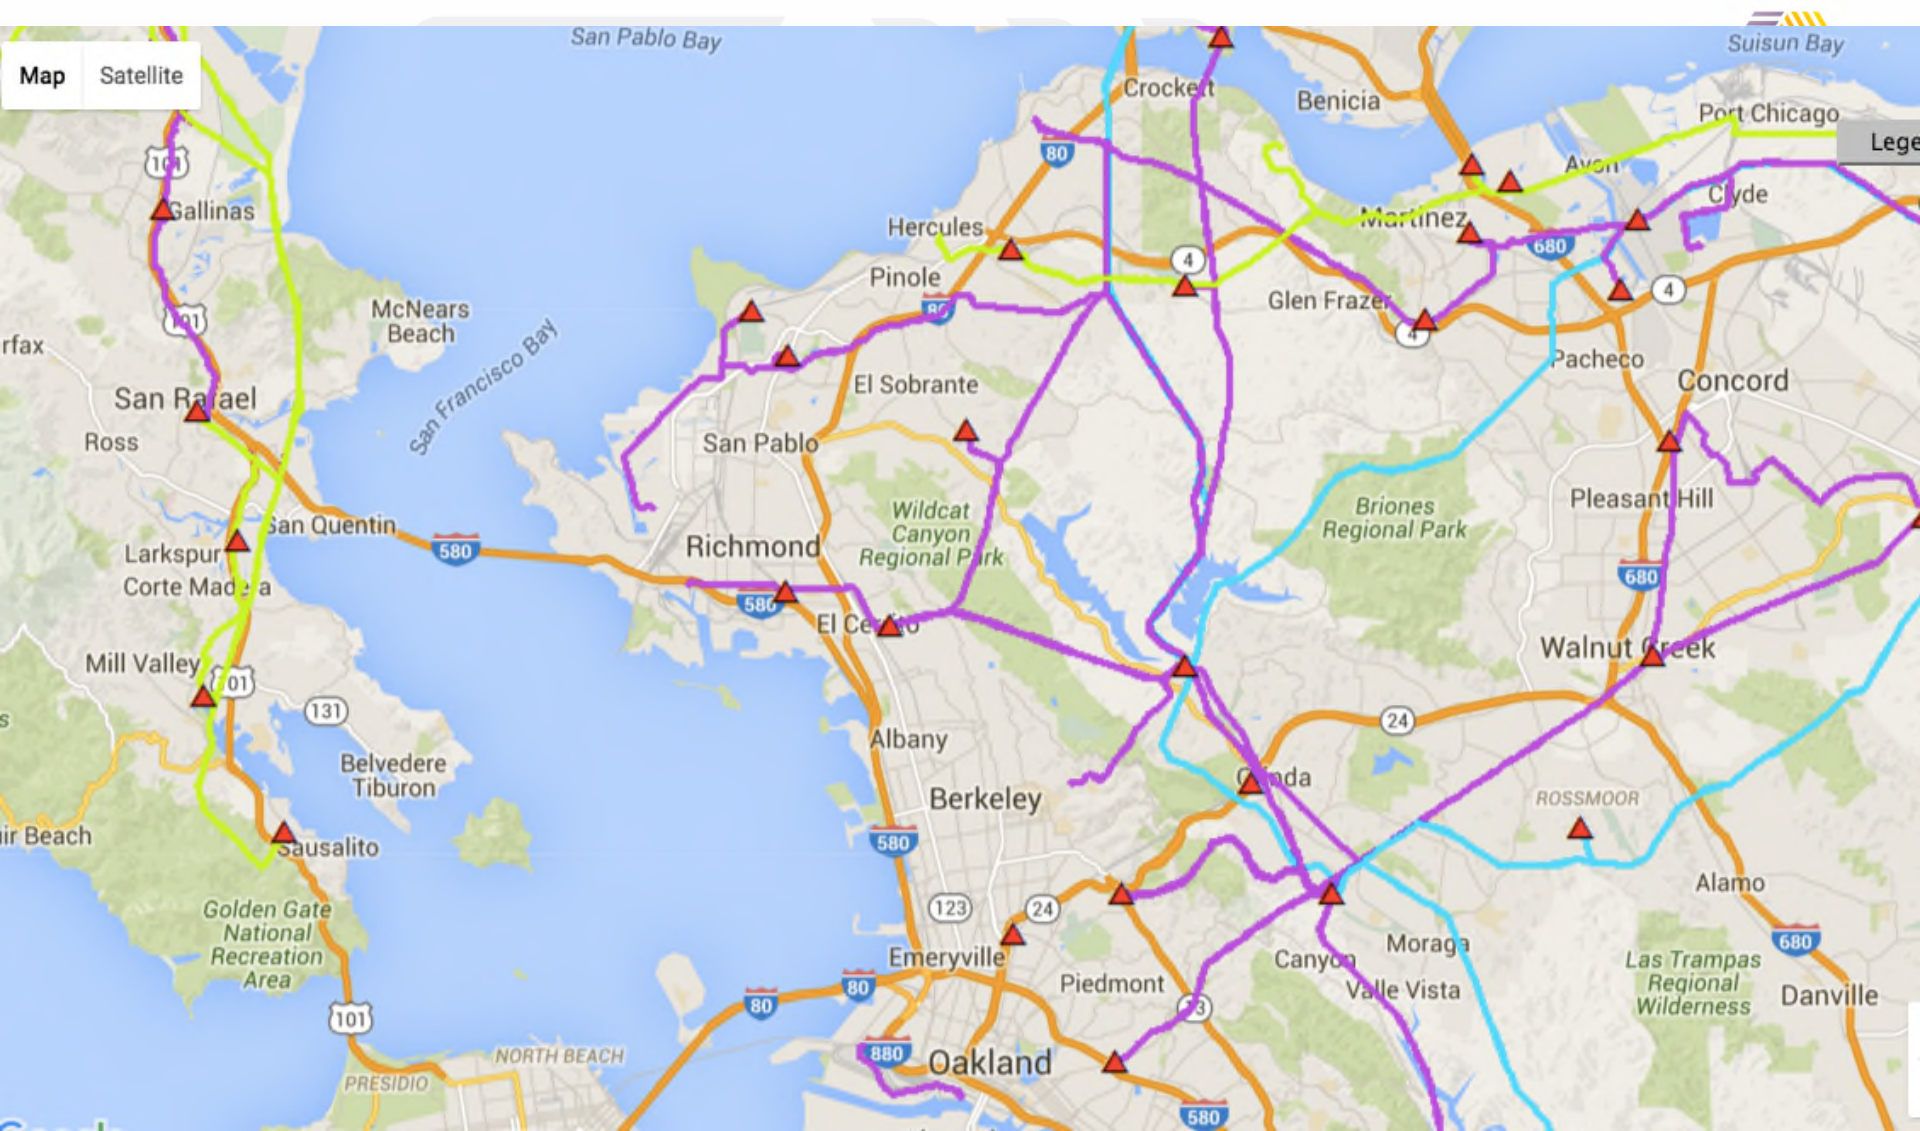 San Pablo Bay
Suisun Bay
Map
Satellite
Crockett
Benicia
Port Chicago
Lege
101
80
Avon
Clyde
Gallinas
Martinez
Hercules
680
4
Pinole
4
McNears
Beach
101
80
Glen Frazer
4
rfax
San Francisco Bay
Pacheco
El Sobrante
Concord
San Rafael
Ross
San Pablo
Pleasant Hill
Wildcat
Canyon
Regional Park
Briones
Regional Park
San Quentin
Richmond
Larkspur
580
Corte Madera
680
580
El Cerrito
Walnut Creek
Mill Valley
101
131
24
Albany
Belvedere
Tiburon
Orinda
Berkeley
ROSSMOOR
ir Beach
580
Sausalito
Alamo
Golden Gate
National
Recreation
Area
123
24
Moraga
680
Emeryville
Canyon
Las Trampas
Regional
Wilderness
Piedmont
Valle Vista
Danville
80
80
13
101
NORTH BEACH
880
Oakland
PRESIDIO
580